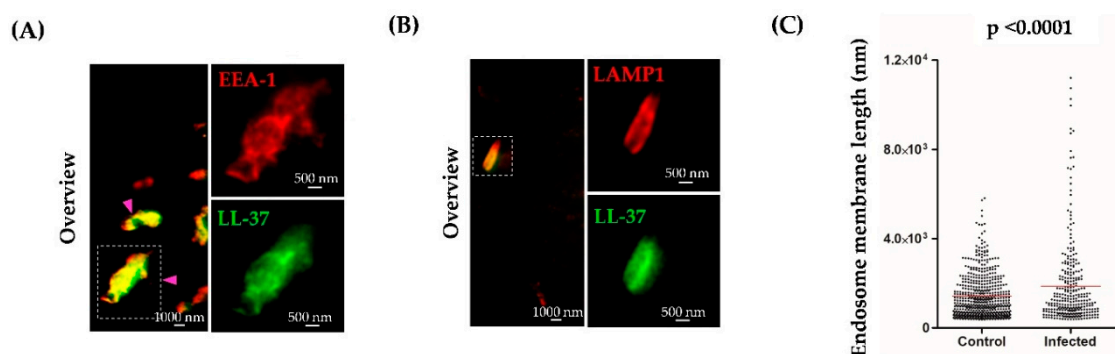 (A)
Overview
1000 nm
EEA-1
500 nm
LL-37
500 nm
(B)
Overview
1000 nm
LAMP1
500 nm
LL-37
500 nm
(C)
p <0.0001
Endosome membrane length (nm)
1.2×10⁴
8.0×10³
4.0×10³
0
Control Infected